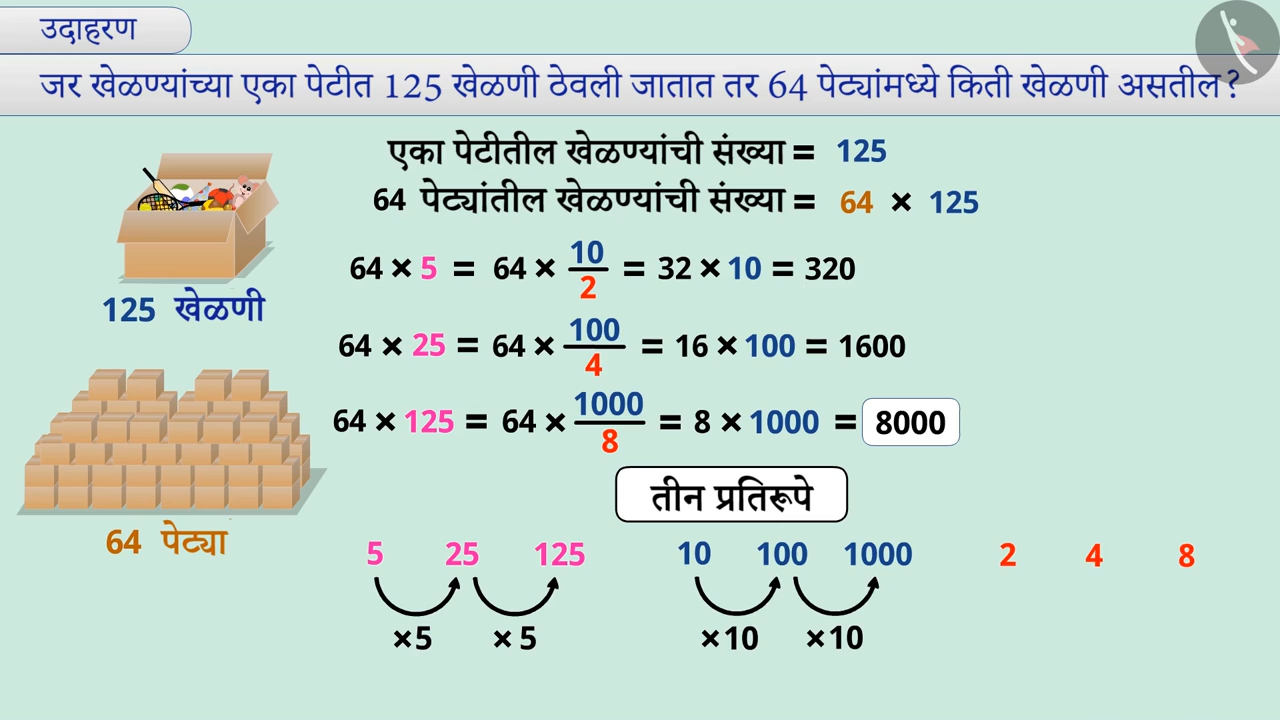 उदाहरण
जर खेळण्यांच्या एका पेटीत 125 खेळणी ठेवली जातात तर 64 पेट्यांमध्ये किती खेळणी असतील?
एका पेटीतील खेळण्यांची संख्या = 125
64 पेट्यांतील खेळण्यांची संख्या = 64 × 125
64 × 5 = 64 × 10/2 = 32 × 10 = 320
125 खेळणी
64 × 25 = 64 × 100/4 = 16 × 100 = 1600
64 × 125 = 64 × 1000/8 = 8 × 1000 = 8000
तीन प्रतिरूपे
64 पेट्या
5 25 125 10 100 1000 2 4 8
×5 ×5 ×10 ×10